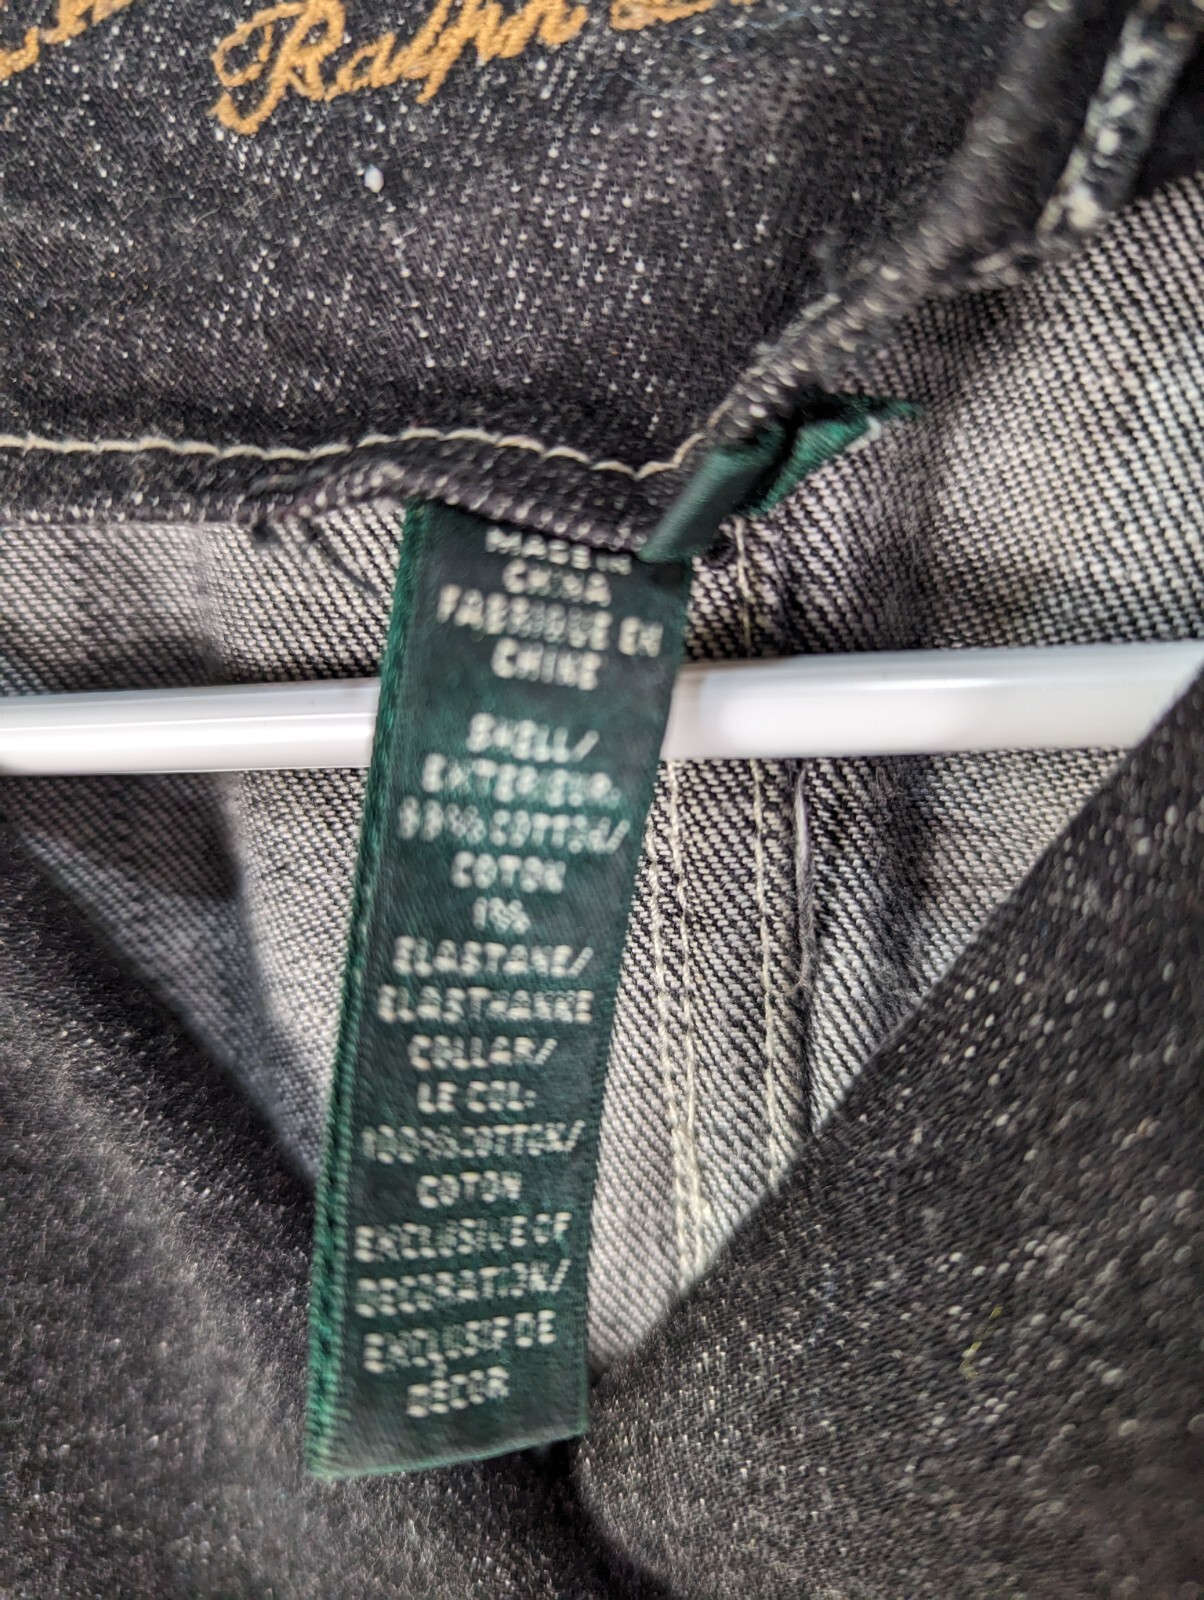 Ralph
MADE IN
CHINA
FABRIQUE EN
CHINE
SHELL/
EXTERIEUR:
99% COTTON/
COTON
1%
ELASTANE/
ELASTHANNE
COLLAR/
LE COL:
100% COTTON/
COTON
EXCLUSIVE OF
DECORATION/
EXCLUSIF DE
DÉCOR